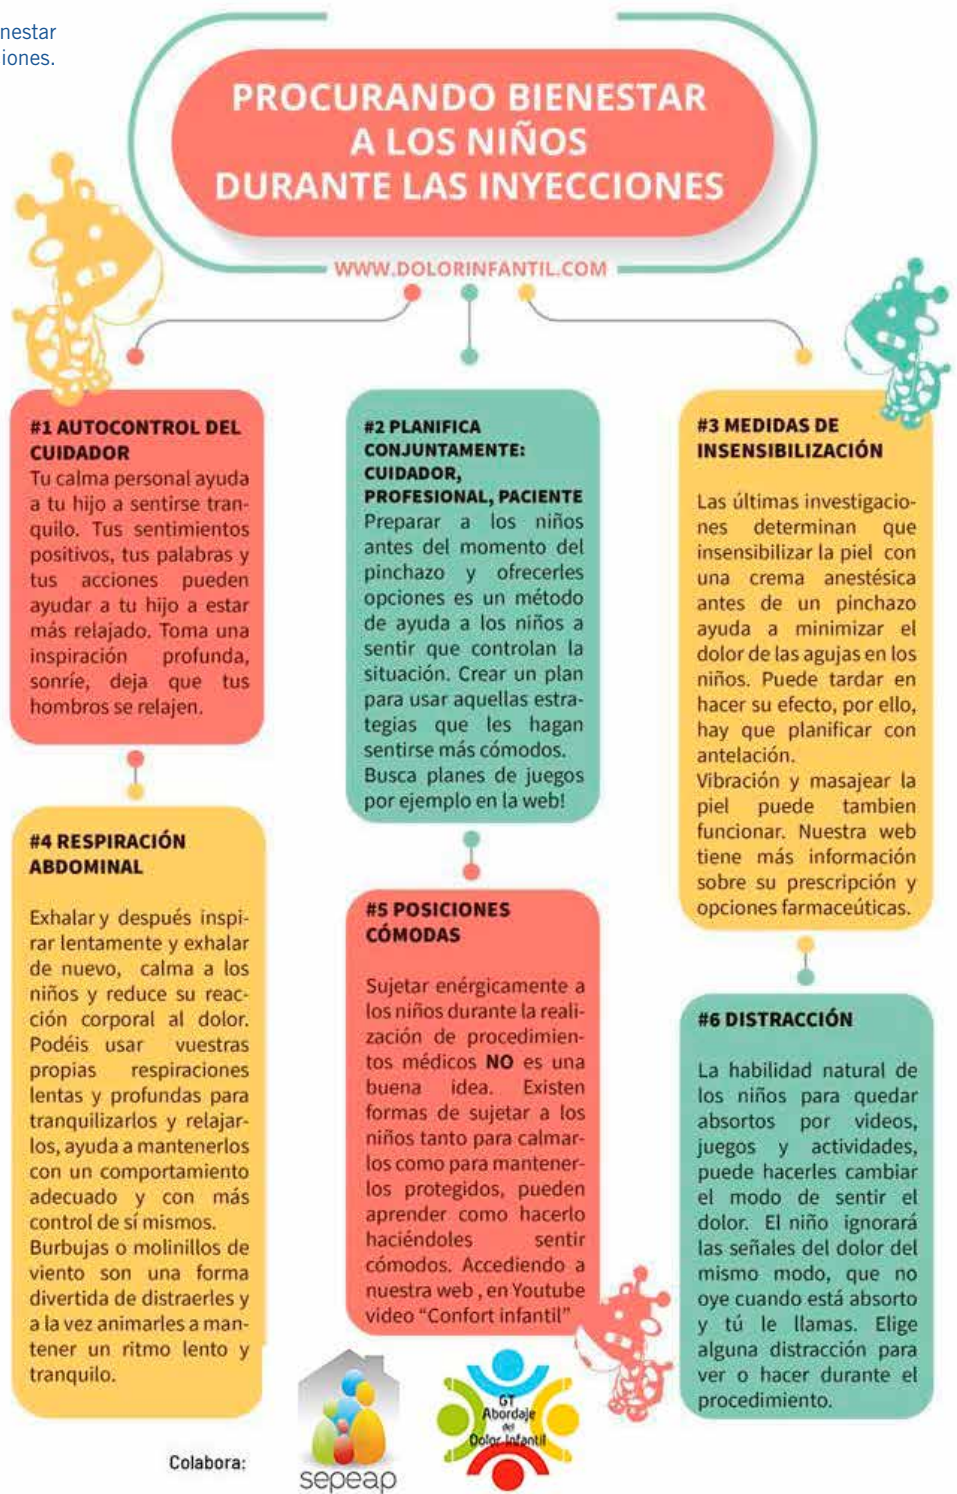 nestar
iones.
PROCURANDO BIENESTAR
A LOS NIÑOS
DURANTE LAS INYECCIONES
WWW.DOLORINFANTIL.COM
#1 AUTOCONTROL DEL
CUIDADOR
Tu calma personal ayuda
a tu hijo a sentirse tran-
quilo. Tus sentimientos
positivos, tus palabras y
tus acciones pueden
ayudar a tu hijo a estar
más relajado. Toma una
inspiración profunda,
sonríe, deja que tus
hombros se relajen.
#2 PLANIFICA
CONJUNTAMENTE:
CUIDADOR,
PROFESIONAL, PACIENTE
Preparar a los niños
antes del momento del
pinchazo y ofrecerles
opciones es un método
de ayuda a los niños a
sentir que controlan la
situación. Crear un plan
para usar aquellas estra-
tegias que les hagan
sentirse más cómodos.
Busca planes de juegos
por ejemplo en la web!
#3 MEDIDAS DE
INSENSIBILIZACIÓN
Las últimas investigacio-
nes determinan que
insensibilizar la piel con
una crema anestésica
antes de un pinchazo
ayuda a minimizar el
dolor de las agujas en los
niños. Puede tardar en
hacer su efecto, por ello,
hay que planificar con
antelación.
Vibración y masajear la
piel puede tambien
funcionar. Nuestra web
tiene más información
sobre su prescripción y
opciones farmaceúticas.
#4 RESPIRACIÓN
ABDOMINAL
Exhalar y después inspi-
rar lentamente y exhalar
de nuevo, calma a los
niños y reduce su reac-
ción corporal al dolor.
Podéis usar vuestras
propias respiraciones
lentas y profundas para
tranquilizarlos y relajar-
los, ayuda a mantenerlos
con un comportamiento
adecuado y con más
control de sí mismos.
Burbujas o molinillos de
viento son una forma
divertida de distraerles y
a la vez animarles a man-
tener un ritmo lento y
tranquilo.
#5 POSICIONES
CÓMODAS
Sujetar enérgicamente a
los niños durante la reali-
zación de procedimien-
tos médicos NO es una
buena idea. Existen
formas de sujetar a los
niños tanto para calmar-
los como para mantener-
los protegidos, pueden
aprender como hacerlo
haciéndoles sentir
cómodos. Accediendo a
nuestra web , en Youtube
video “Confort infantil”
#6 DISTRACCIÓN
La habilidad natural de
los niños para quedar
absortos por videos,
juegos y actividades,
puede hacerles cambiar
el modo de sentir el
dolor. El niño ignorará
las señales del dolor del
mismo modo, que no
oye cuando está absorto
y tú le llamas. Elige
alguna distracción para
ver o hacer durante el
procedimiento.
Colabora:
sepeap
GT
Abordaje
del
Dolor Infantil